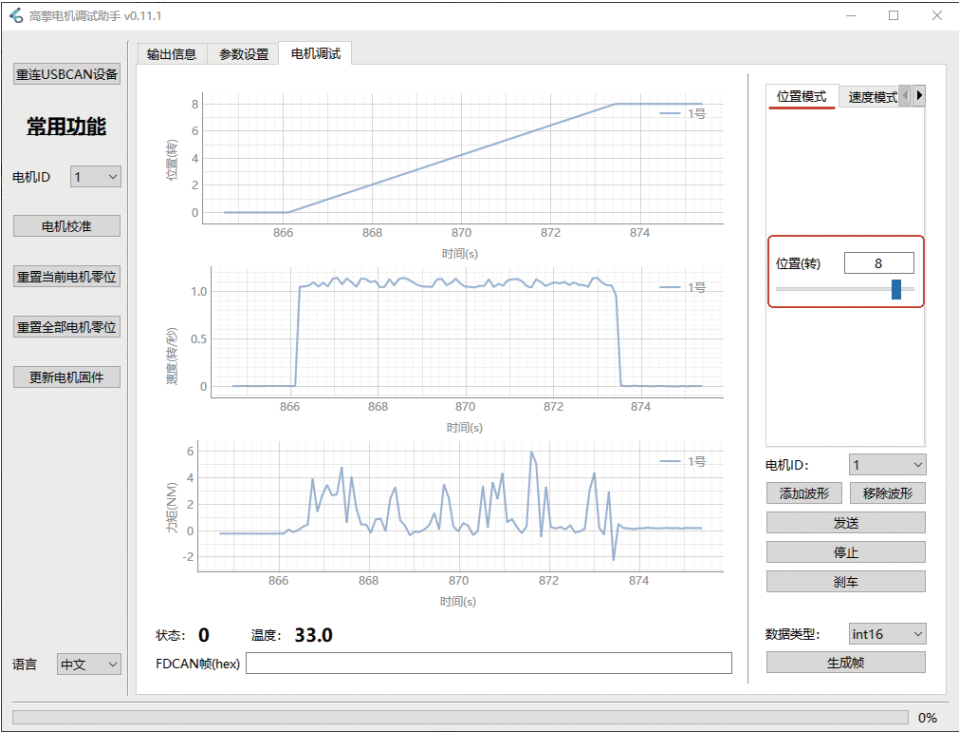 高擎电机调试助手 v0.11.1
重连USBCAN设备
常用功能
电机ID 1
电机校准
重置当前电机零位
重置全部电机零位
更新电机固件
语言 中文
输出信息 参数设置 电机调试
位置(转)
8
6
4
2
0
1号
866 868 870 872 874
时间(s)
速度(转/秒)
1.0
0.5
0
1号
866 868 870 872 874
时间(s)
力矩(NM)
6
4
2
0
-2
1号
866 868 870 872 874
时间(s)
状态: 0 温度: 33.0
FDCAN帧(hex)
位置模式 速度模式
位置(转) 8
电机ID: 1
添加波形 移除波形
发送
停止
刹车
数据类型: int16
生成帧
0%